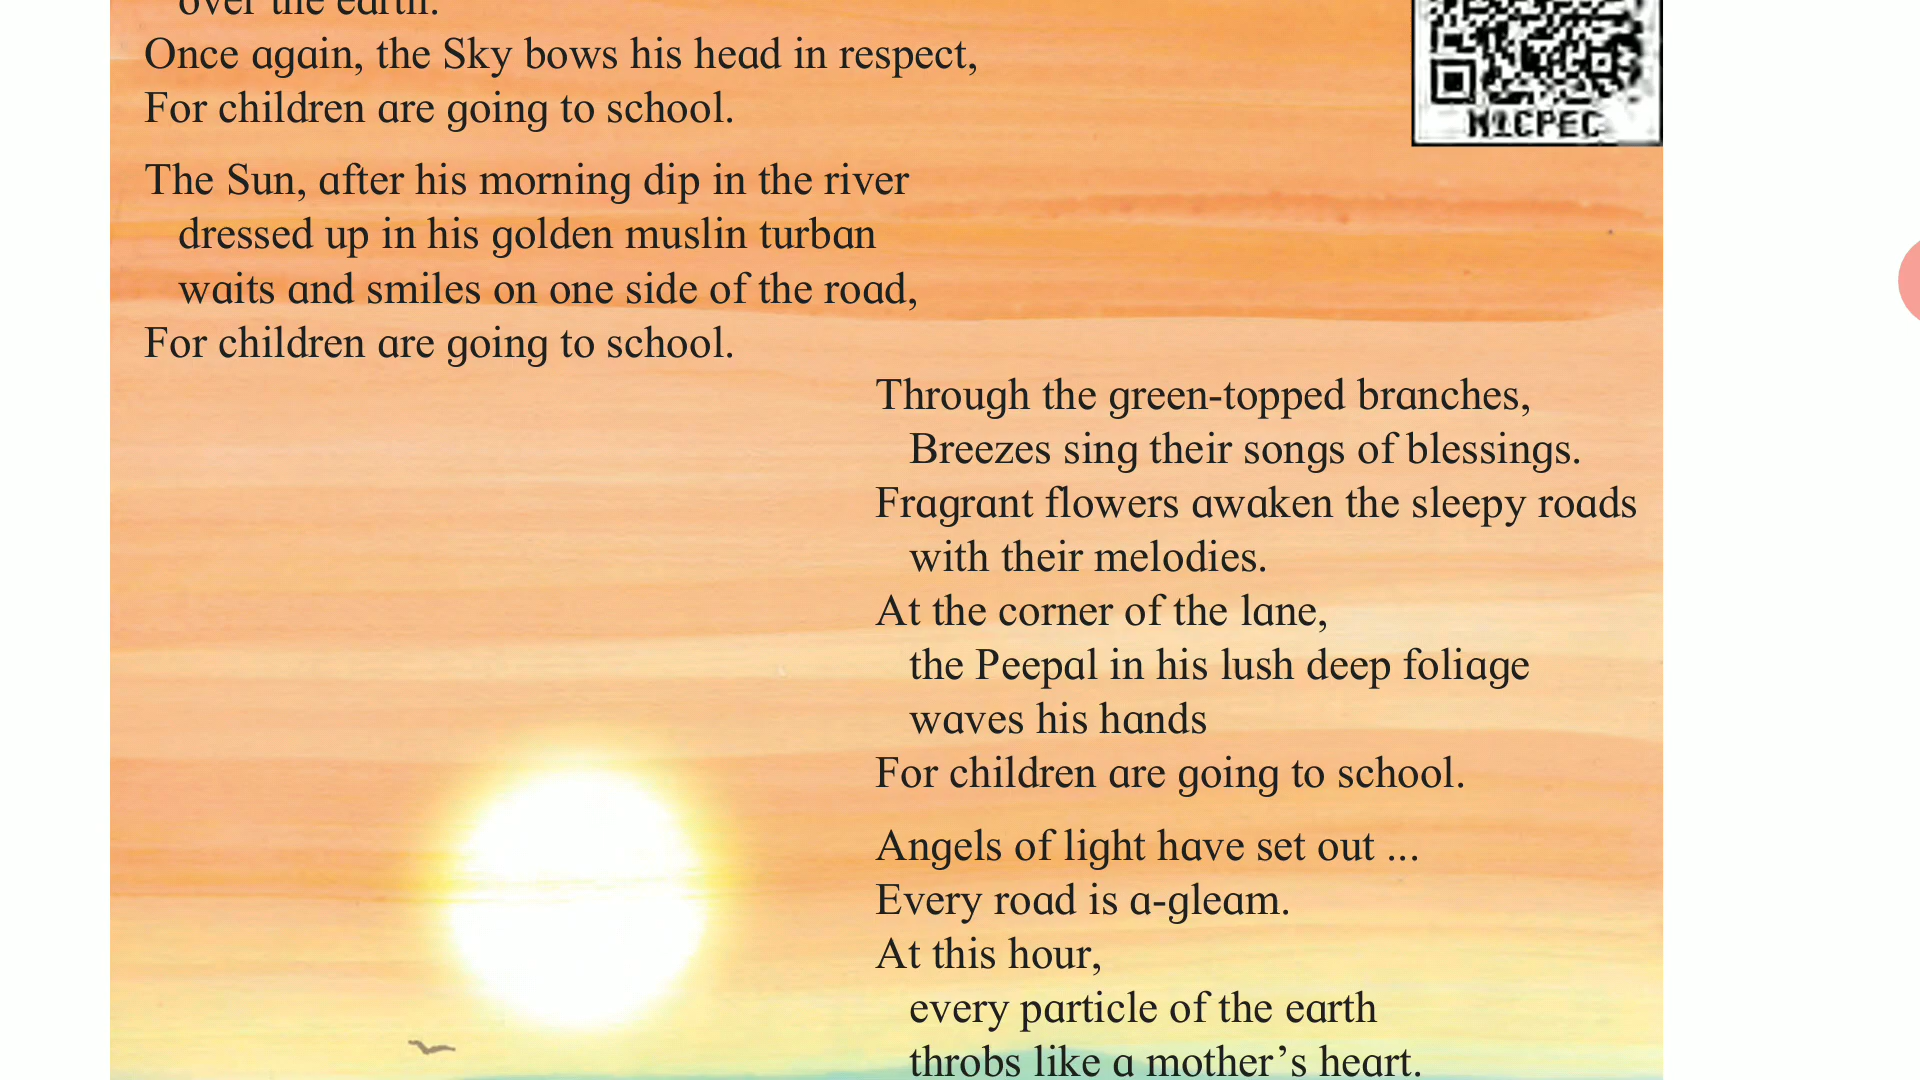 over the earth.
Once again, the Sky bows his head in respect,
For children are going to school.
The Sun, after his morning dip in the river
dressed up in his golden muslin turban
waits and smiles on one side of the road,
For children are going to school.
Through the green-topped branches,
Breezes sing their songs of blessings.
Fragrant flowers awaken the sleepy roads
with their melodies.
At the corner of the lane,
the Peepal in his lush deep foliage
waves his hands
For children are going to school.
Angels of light have set out ...
Every road is a-gleam.
At this hour,
every particle of the earth
throbs like a mother’s heart.